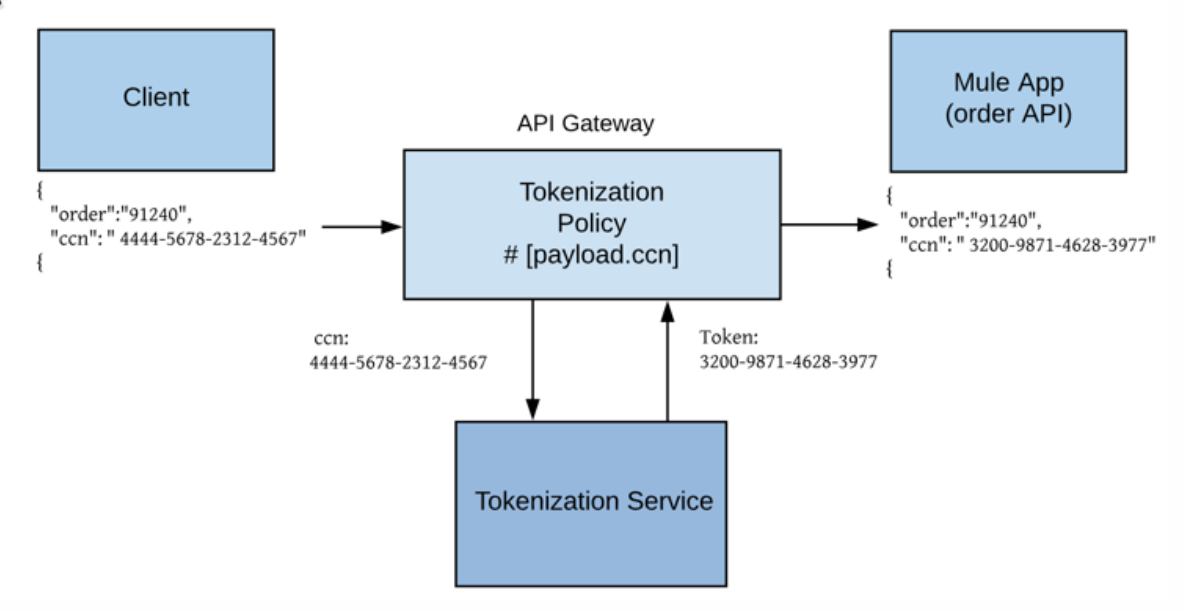 Client
{
"order":"91240",
"ccn": " 4444-5678-2312-4567"
{
API Gateway
Tokenization
Policy
# [payload.ccn]
Mule App
(order API)
{
"order":"91240",
"ccn": " 3200-9871-4628-3977"
{
ccn:
4444-5678-2312-4567
Token:
3200-9871-4628-3977
Tokenization Service